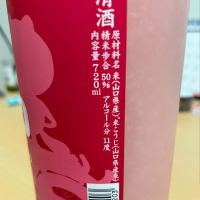 清酒
原材料名 米(山口県産)、米こうじ(山口県産米)
精米歩合 50% アルコール分 11度
内容量 720ml